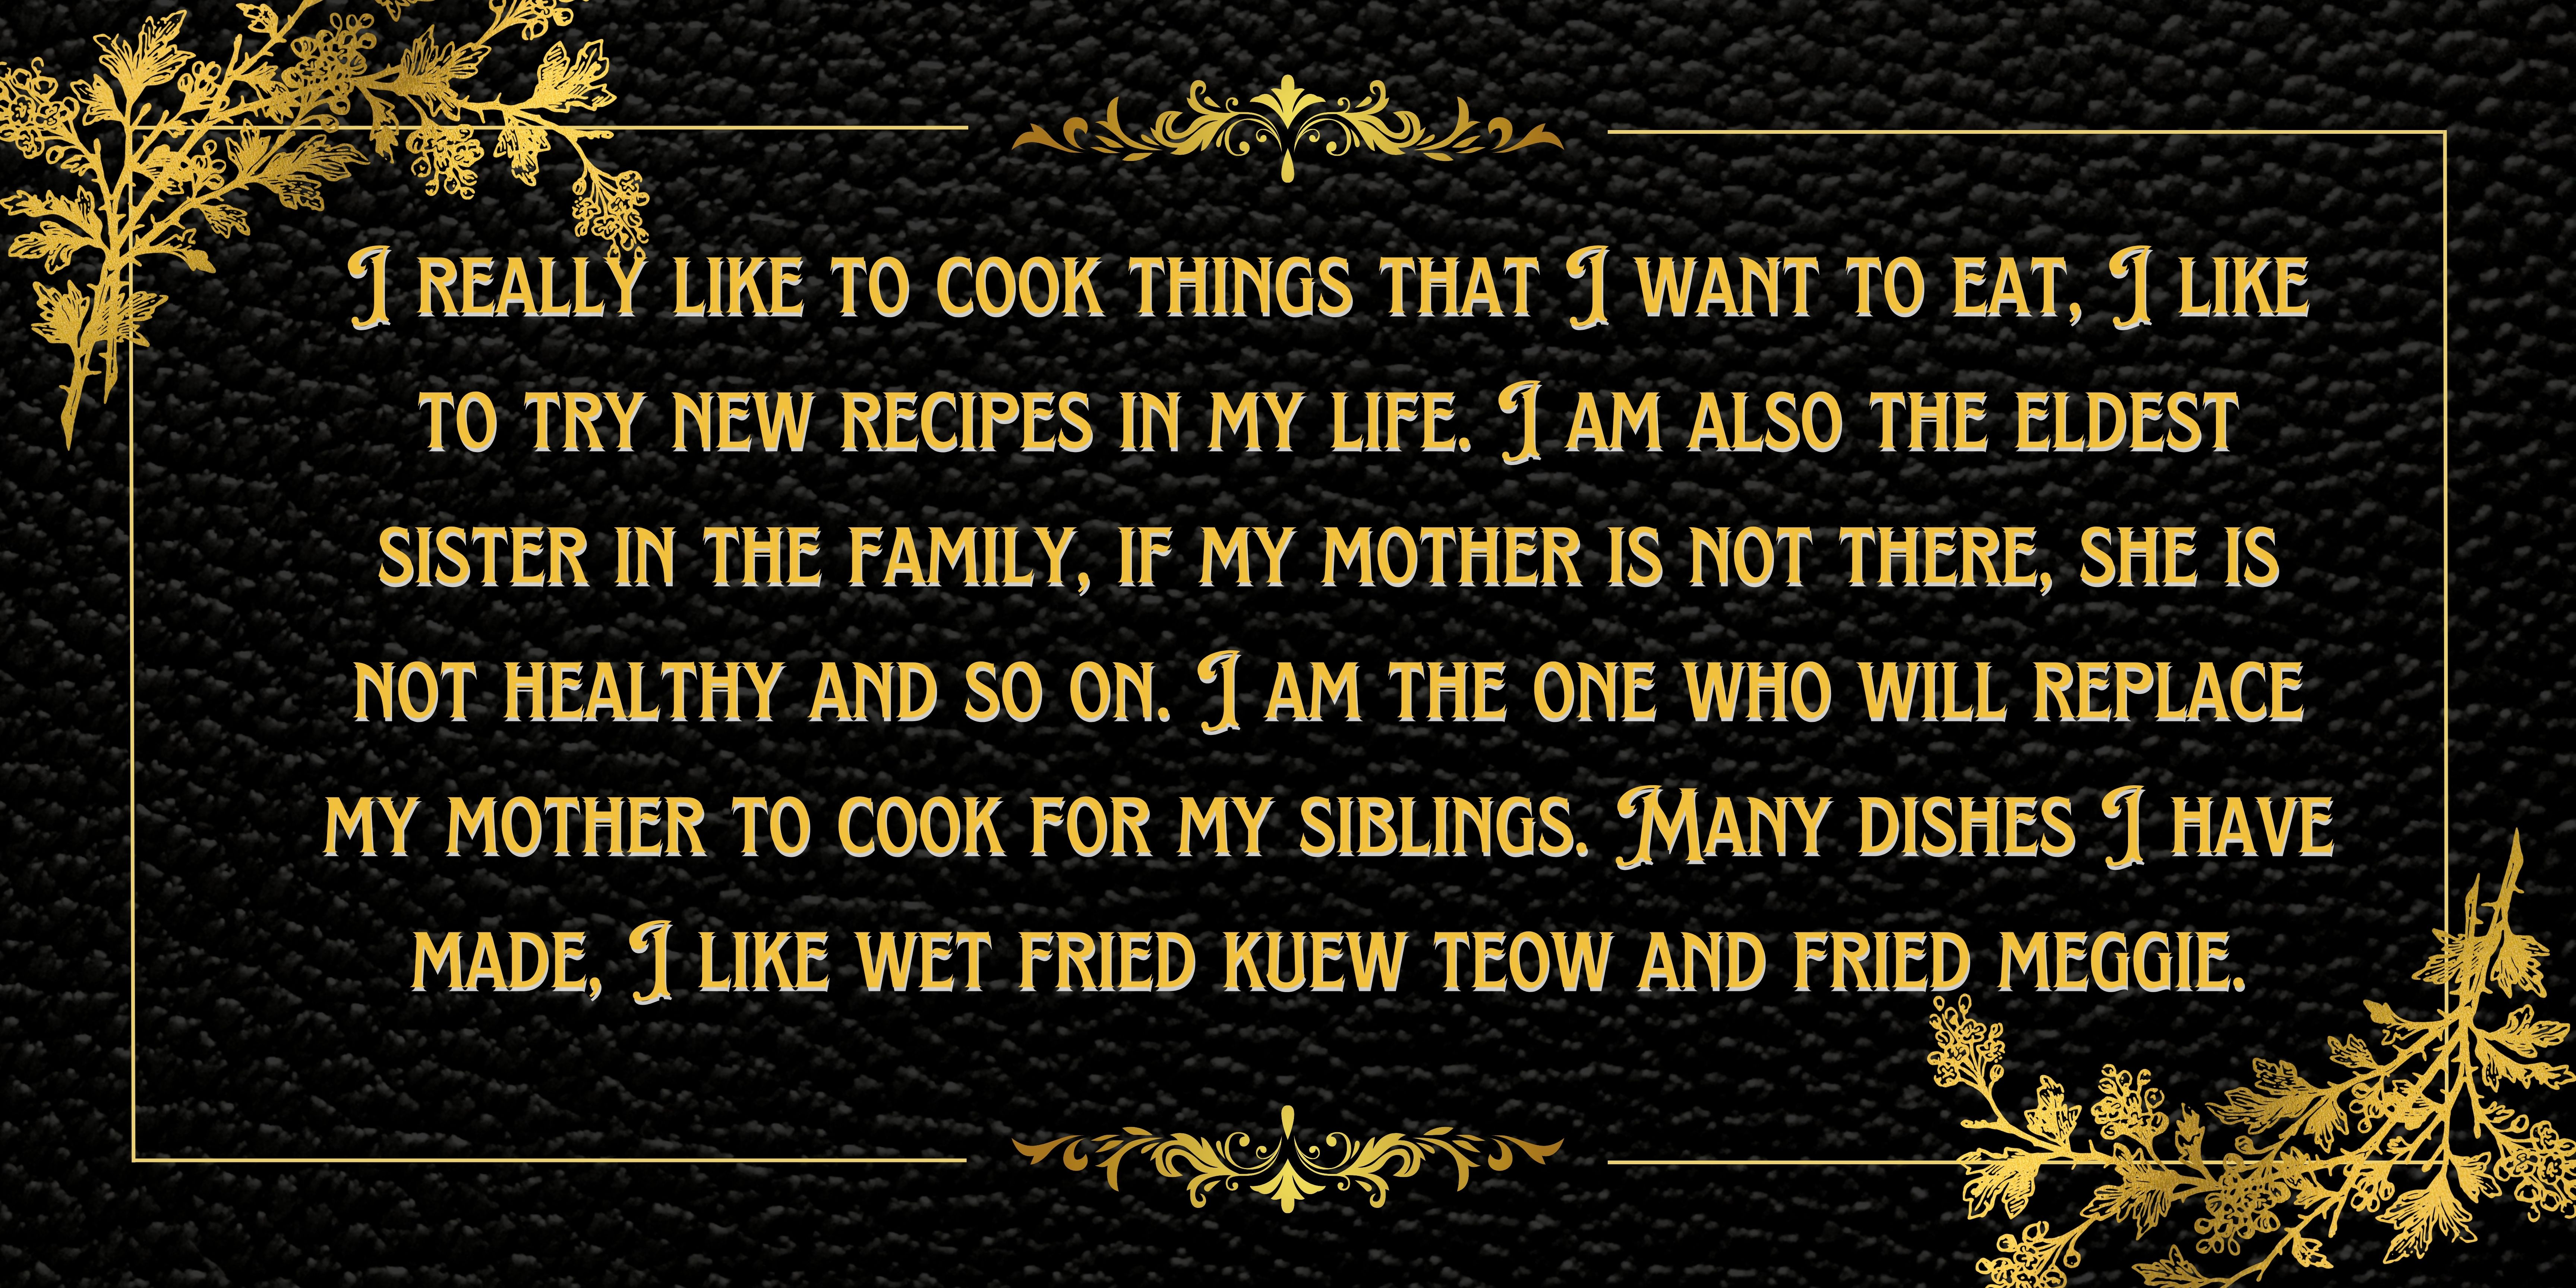 I really like to cook things that I want to eat, I like
to try new recipes in my life. I am also the eldest
sister in the family, if my mother is not there, she is
not healthy and so on. I am the one who will replace
my mother to cook for my siblings. Many dishes I have
made, I like wet fried kuew teow and fried meggie.